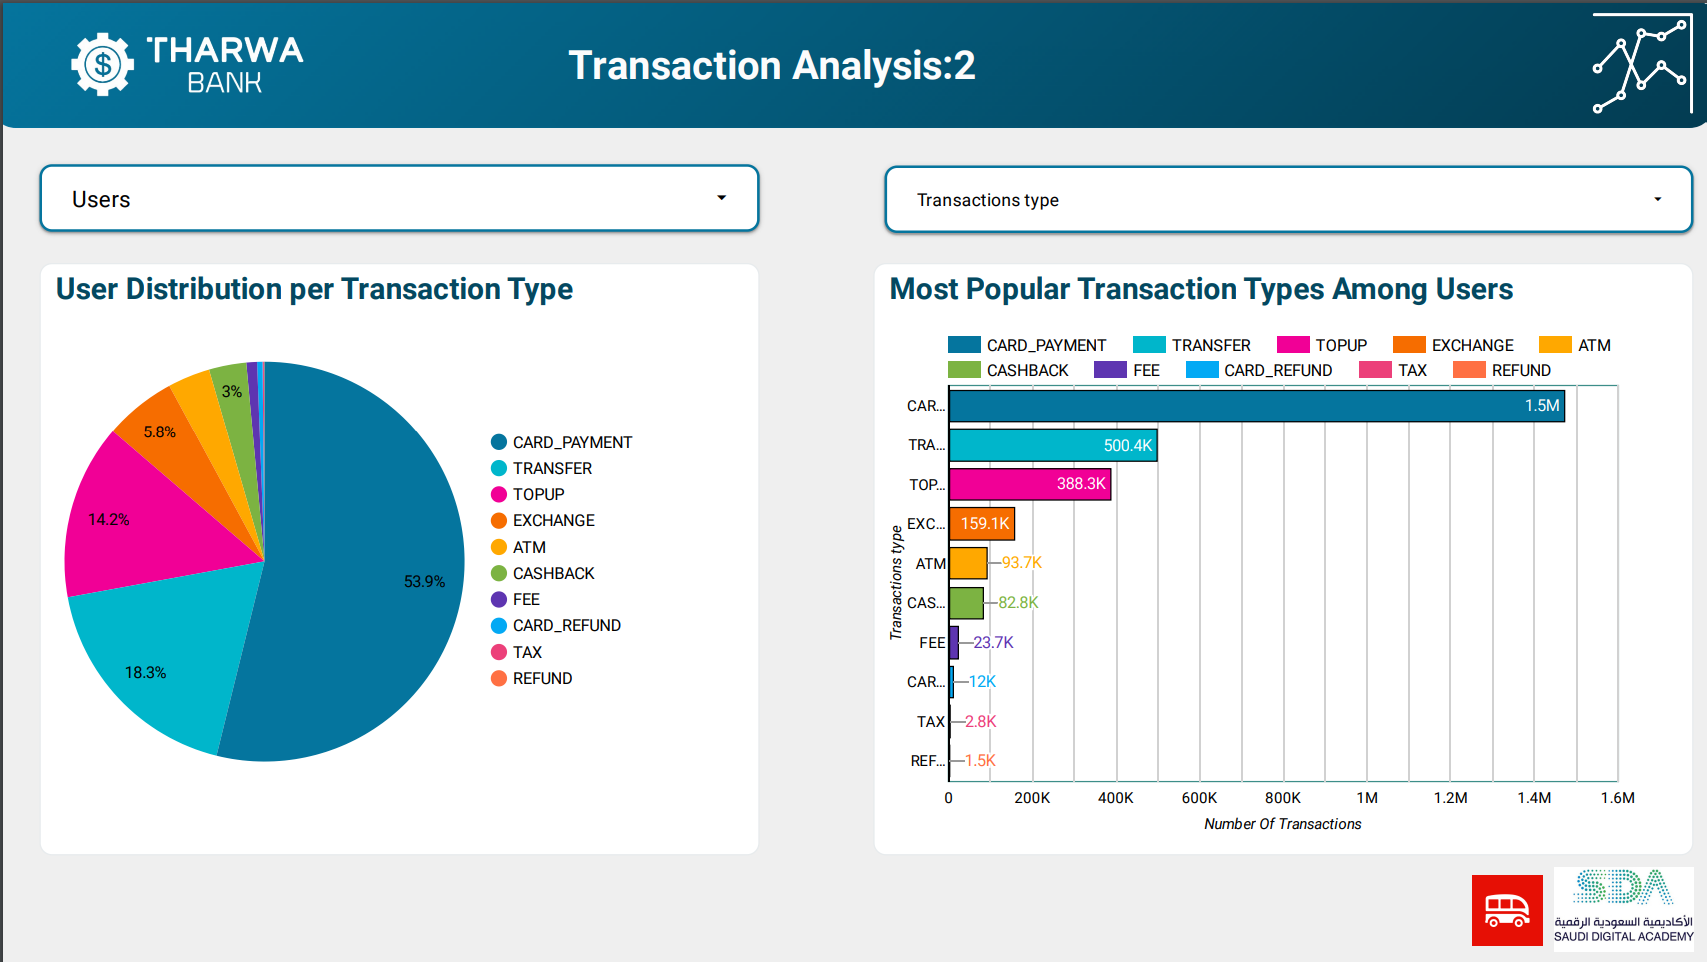 THARWA
BANK
Transaction Analysis:2
Users
Transactions type
User Distribution per Transaction Type
3%
5.8%
14.2%
53.9%
18.3%
CARD_PAYMENT
TRANSFER
TOPUP
EXCHANGE
ATM
CASHBACK
FEE
CARD_REFUND
TAX
REFUND
Most Popular Transaction Types Among Users
CARD_PAYMENT TRANSFER TOPUP EXCHANGE ATM
CASHBACK FEE CARD_REFUND TAX REFUND
Transactions type
CAR... 1.5M
TRA... 500.4K
TOP... 388.3K
EXC... 159.1K
ATM 93.7K
CAS... 82.8K
FEE 23.7K
CAR... 12K
TAX 2.8K
REF... 1.5K
0 200K 400K 600K 800K 1M 1.2M 1.4M 1.6M
Number Of Transactions
SDA
الأكاديمية السعودية الرقمية
SAUDI DIGITAL ACADEMY